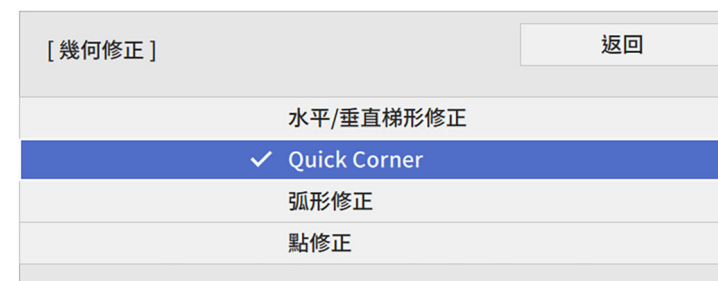 [ 幾何修正 ]
返回
水平/垂直梯形修正
Quick Corner
弧形修正
點修正